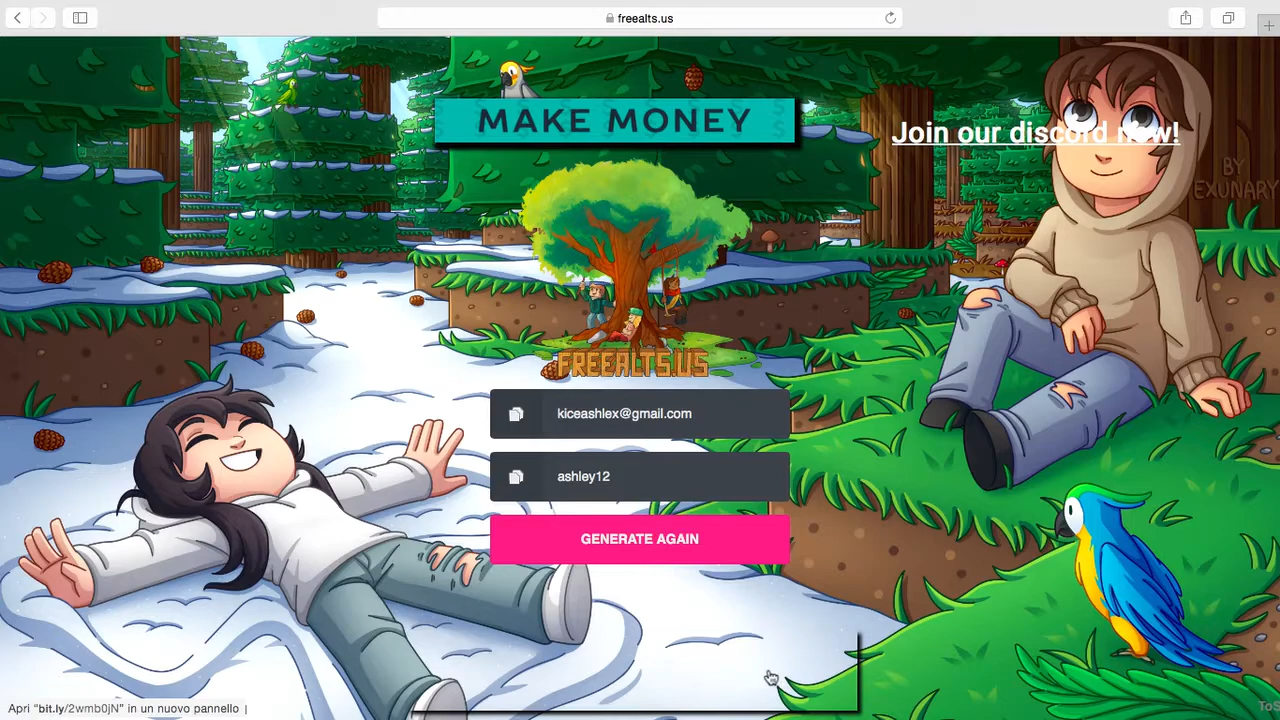 freealts.us
MAKE MONEY
Join our discord now!
BY
EXUNARY
FREEALTS.US
kiceashlex@gmail.com
ashley12
GENERATE AGAIN
Apri “bit.ly/2wmb0jN” in un nuovo pannello